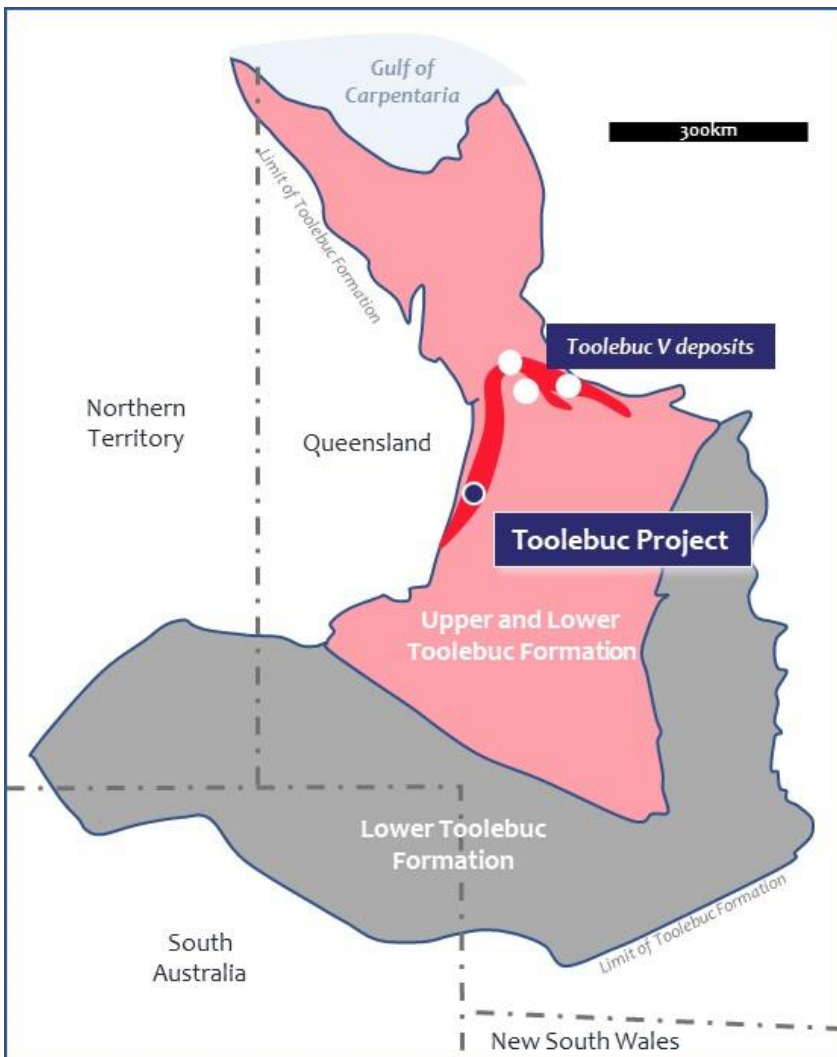 Gulf of
Carpentaria
300km
Limit of Toolebuc Formation
Toolebuc V deposits
Northern
Territory
Queensland
Toolebuc Project
Upper and Lower
Toolebuc Formation
Lower Toolebuc
Formation
Limit of Toolebuc Formation
South
Australia
New South Wales